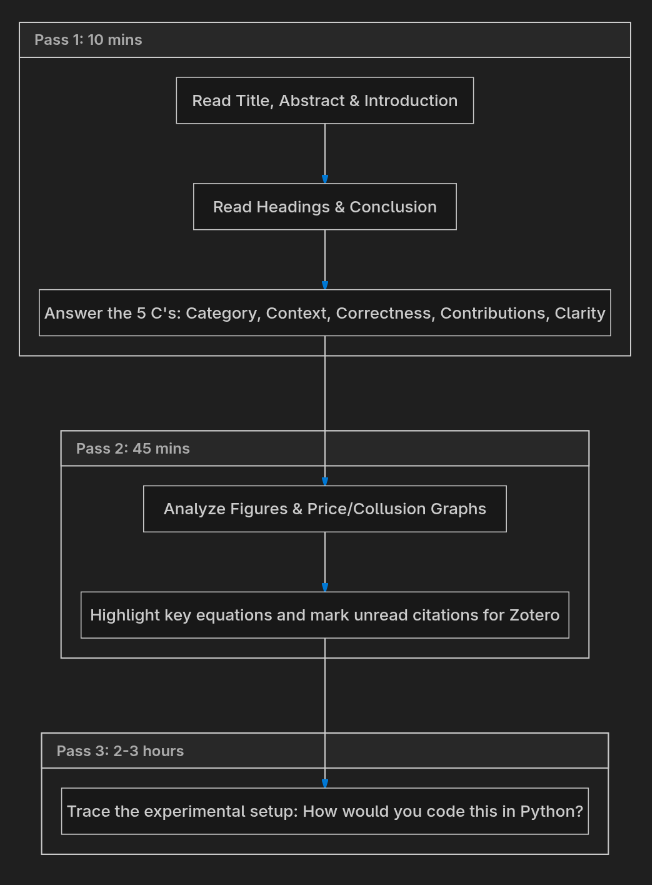 Pass 1: 10 mins
Read Title, Abstract & Introduction
Read Headings & Conclusion
Answer the 5 C's: Category, Context, Correctness, Contributions, Clarity
Pass 2: 45 mins
Analyze Figures & Price/Collusion Graphs
Highlight key equations and mark unread citations for Zotero
Pass 3: 2-3 hours
Trace the experimental setup: How would you code this in Python?